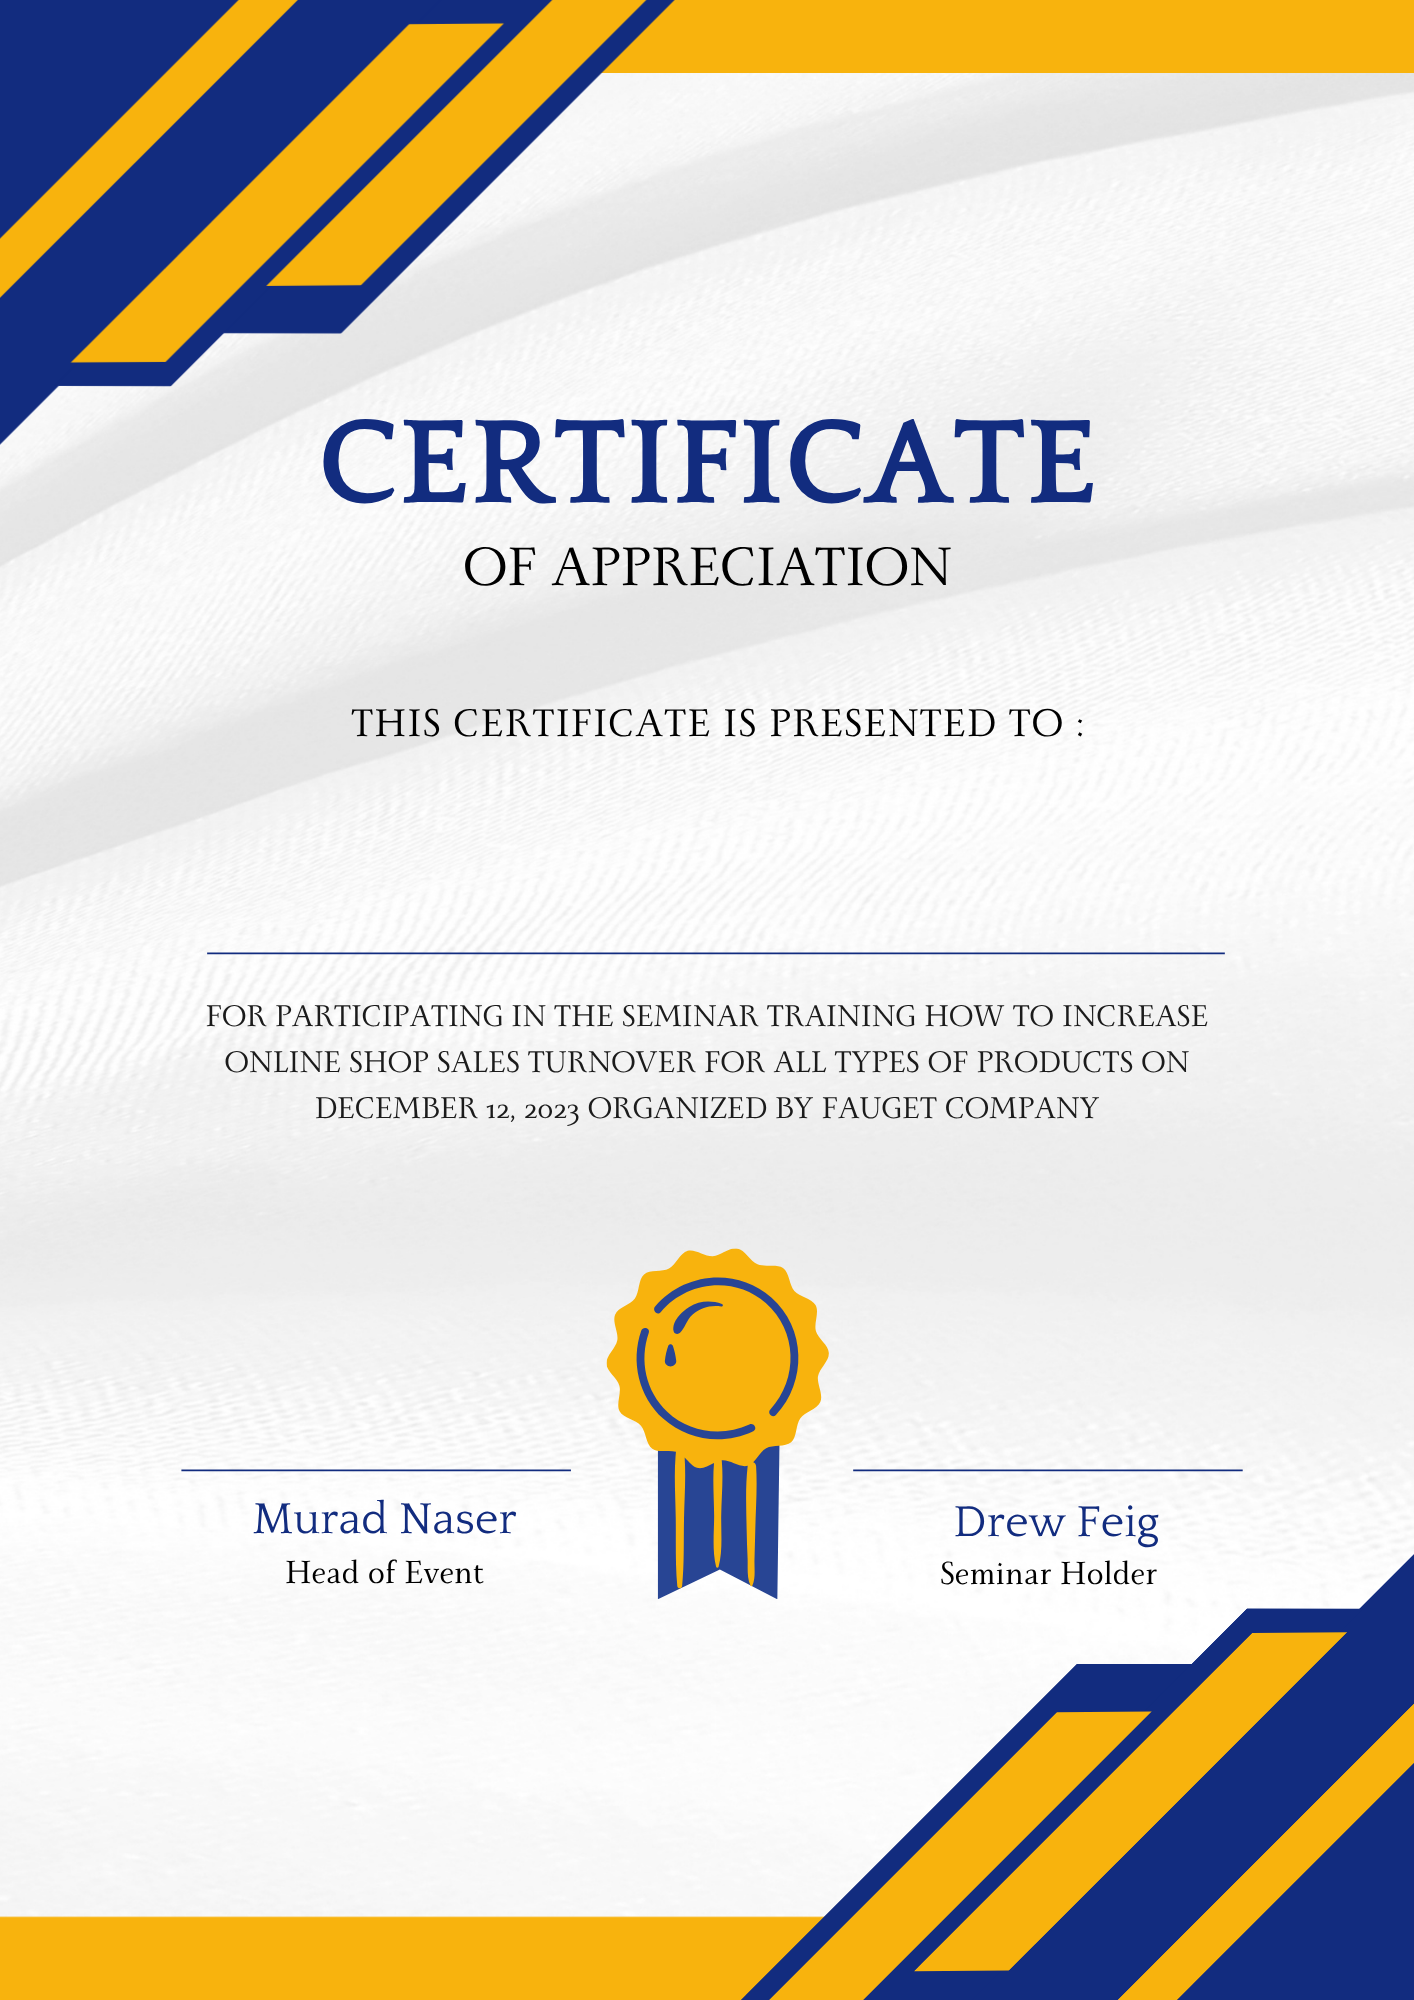 CERTIFICATE
OF APPRECIATION
THIS CERTIFICATE IS PRESENTED TO :
FOR PARTICIPATING IN THE SEMINAR TRAINING HOW TO INCREASE
ONLINE SHOP SALES TURNOVER FOR ALL TYPES OF PRODUCTS ON
DECEMBER 12, 2023 ORGANIZED BY FAUGET COMPANY
Murad Naser
Head of Event
Drew Feig
Seminar Holder